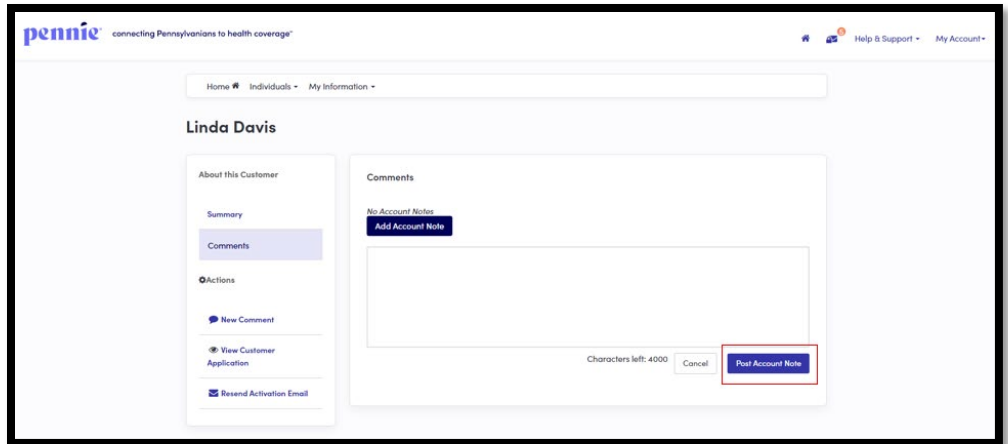 pennie connecting Pennsylvanians to health coverage
Help & Support My Account
Home Individuals My Information
Linda Davis
About this Customer
Summary
Comments
Actions
New Comment
View Customer
Application
Resend Activation Email
Comments
No Account Notes
Add Account Note
Characters left: 4000 Cancel Post Account Note